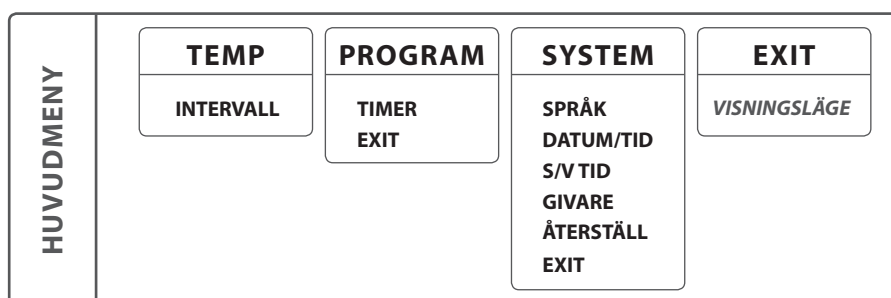 HUVUDMENY
TEMP
INTERVALL
PROGRAM
TIMER
EXIT
SYSTEM
SPRÅK
DATUM/TID
S/V TID
GIVARE
ÅTERSTÄLL
EXIT
EXIT
VISNINGSLÄGE